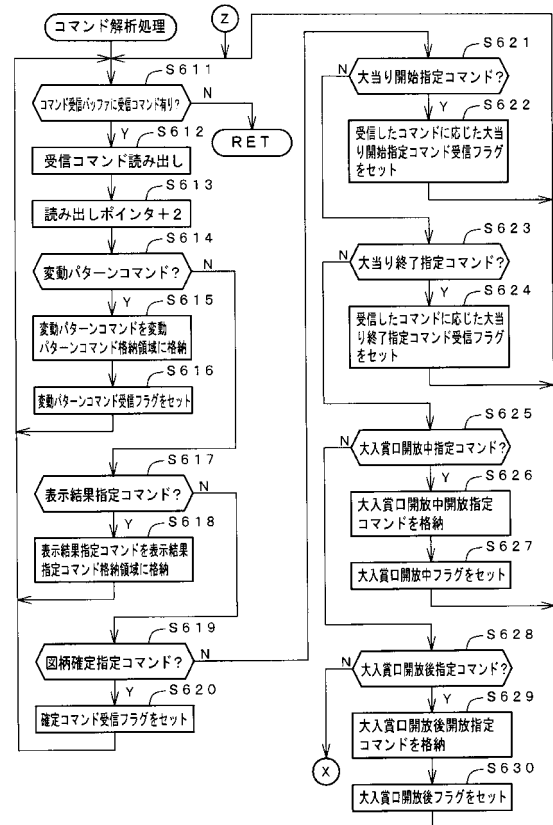 コマンド解析処理
Z
S611
コマンド受信バッファに受信コマンド有り?
N
Y
RET
S612
受信コマンド読み出し
S613
読み出しポインタ+2
S614
変動パターンコマンド?
N
Y
S615
変動パターンコマンドを変動
パターンコマンド格納領域に格納
S616
変動パターンコマンド受信フラグをセット
S617
表示結果指定コマンド?
N
Y
S618
表示結果指定コマンドを表示結果
指定コマンド格納領域に格納
S619
図柄確定指定コマンド?
N
Y
S620
確定コマンド受信フラグをセット
S621
N
大当り開始指定コマンド?
Y
S622
受信したコマンドに応じた大当
り開始指定コマンド受信フラグ
をセット
S623
N
大当り終了指定コマンド?
Y
S624
受信したコマンドに応じた大当
り終了指定コマンド受信フラグ
をセット
S625
N
大入賞口開放中指定コマンド?
Y
S626
大入賞口開放中開放指定
コマンドを格納
S627
大入賞口開放中フラグをセット
S628
N
大入賞口開放後指定コマンド?
Y
S629
大入賞口開放後開放指定
コマンドを格納
X
S630
大入賞口開放後フラグをセット